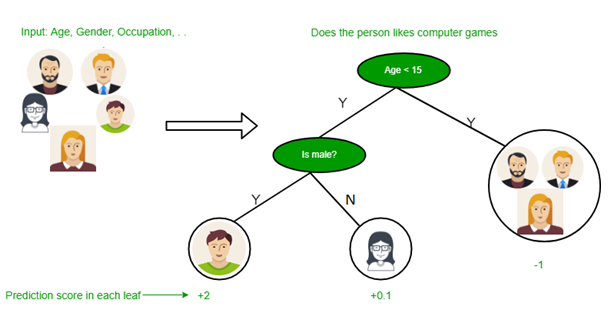 Input: Age, Gender, Occupation, . .
Does the person likes computer games
Age < 15
Y
Y
Is male?
Y
N
-1
Prediction score in each leaf
+2
+0.1